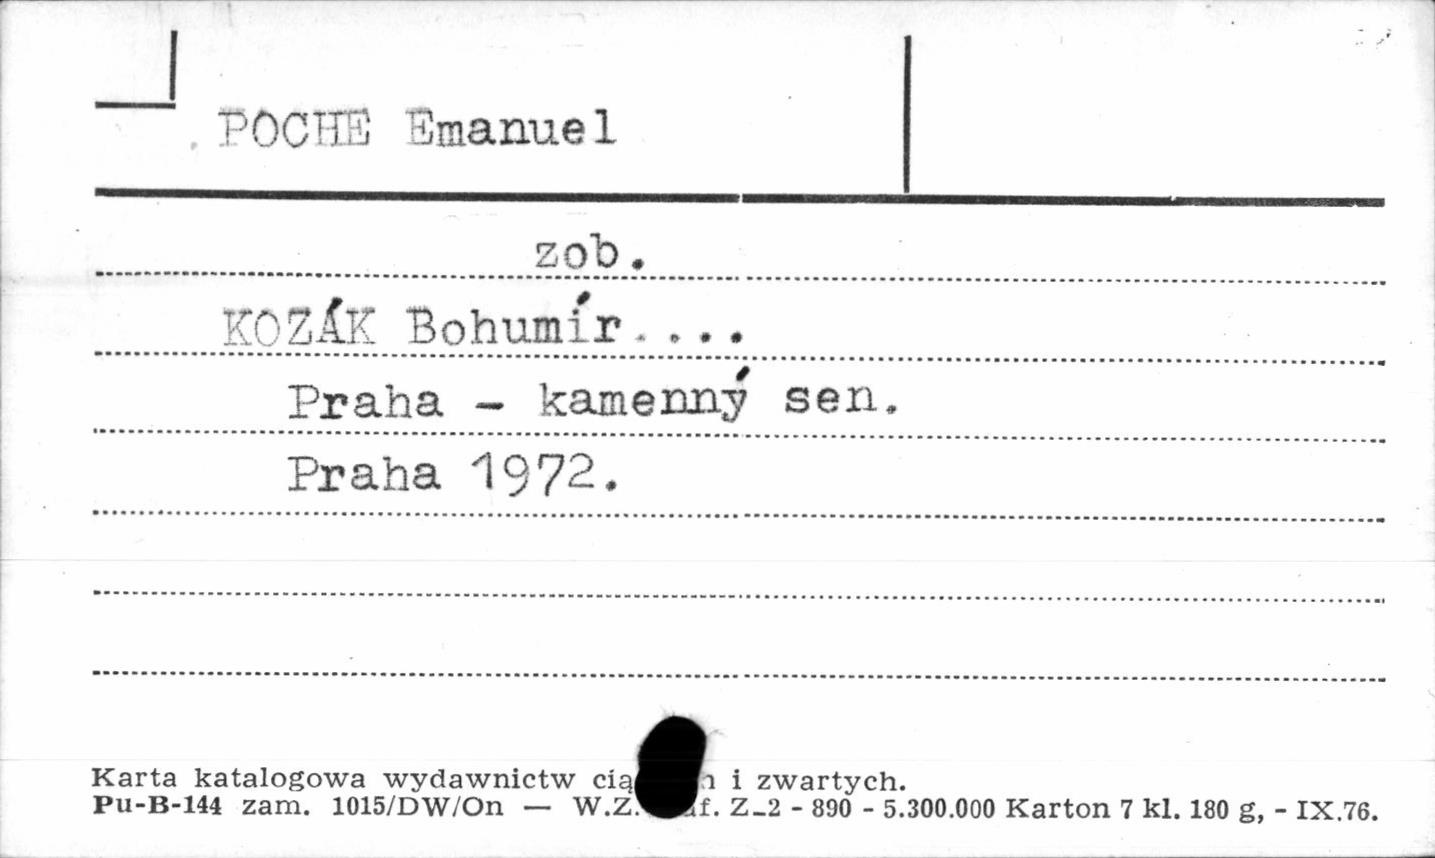 POCHE Emanuel
zob.
KOZÁK Bohumír....
Praha - kamenný sen.
Praha 1972.
Karta katalogowa wydawnictw i zwartych.
Pu-B-144 zam. 1015/DW/On — W.Z. Z-2 - 890 - 5.300.000 Karton 7 kl. 180 g, - IX.76.